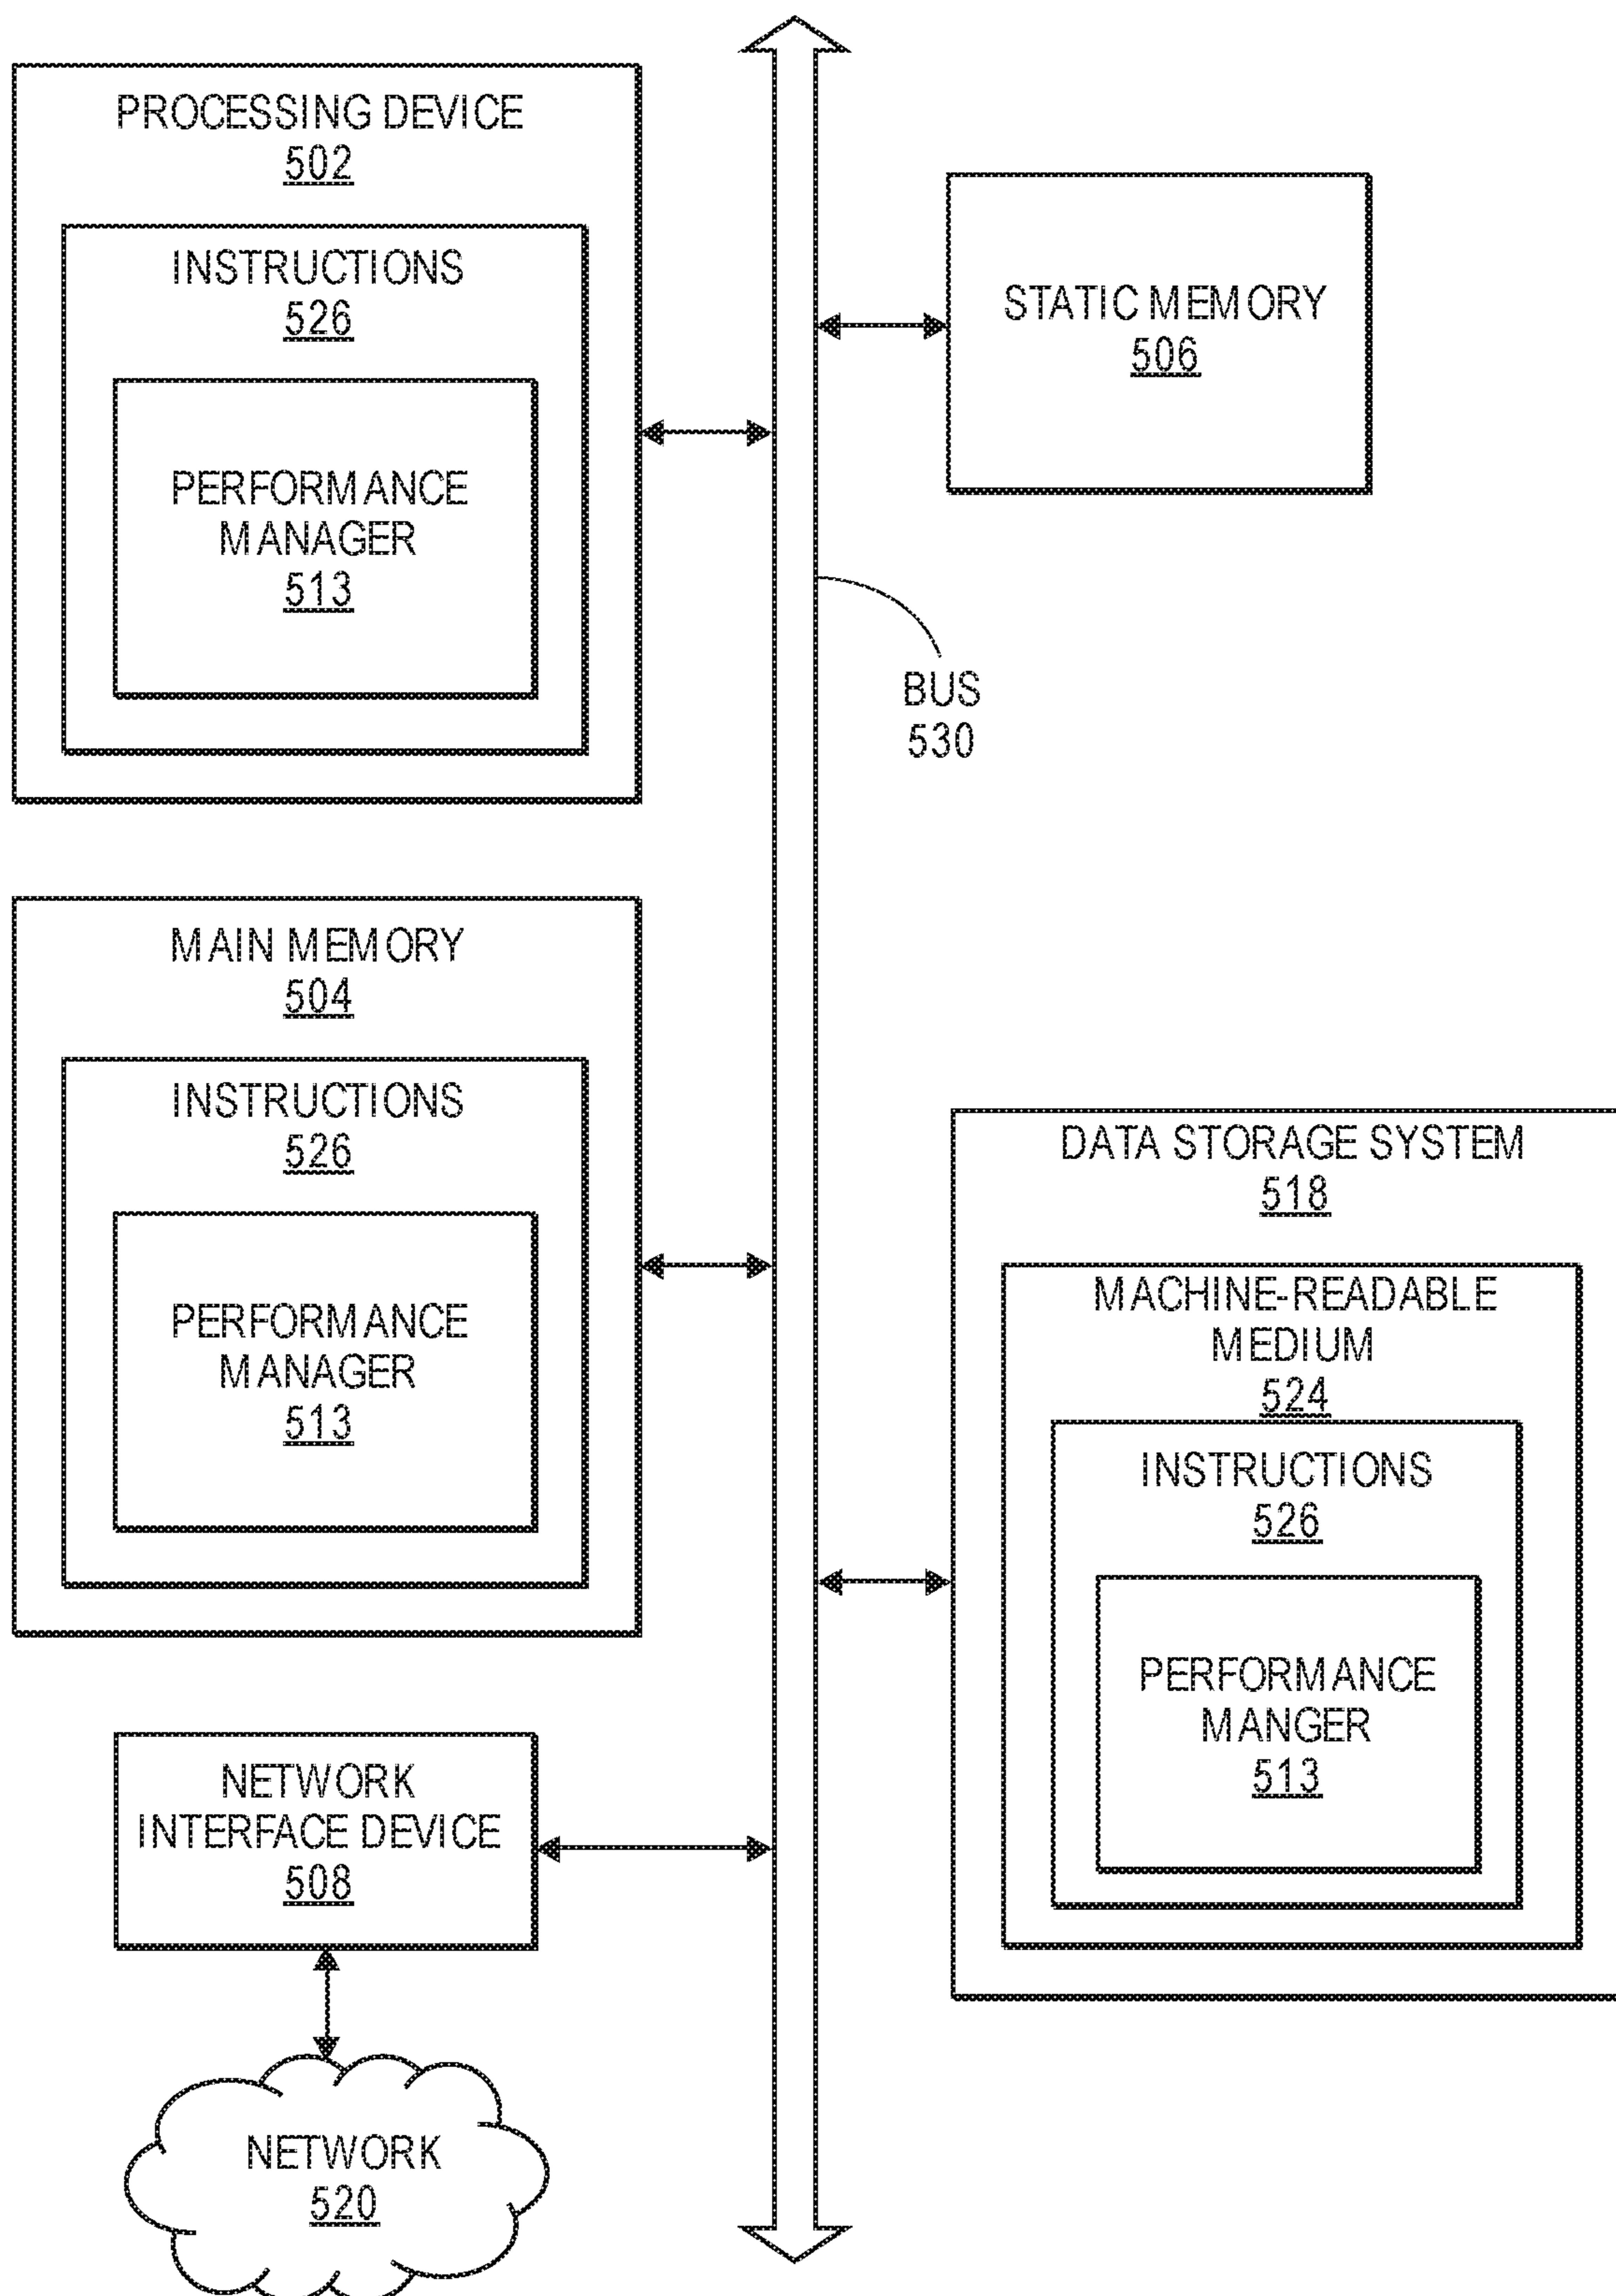 PROCESSING DEVICE
502
INSTRUCTIONS
526
PERFORMANCE
MANAGER
513
STATIC MEMORY
506
BUS
530
MAIN MEMORY
504
INSTRUCTIONS
526
PERFORMANCE
MANAGER
513
DATA STORAGE SYSTEM
518
MACHINE-READABLE
MEDIUM
524
INSTRUCTIONS
526
PERFORMANCE
MANGER
513
NETWORK
INTERFACE DEVICE
508
NETWORK
520